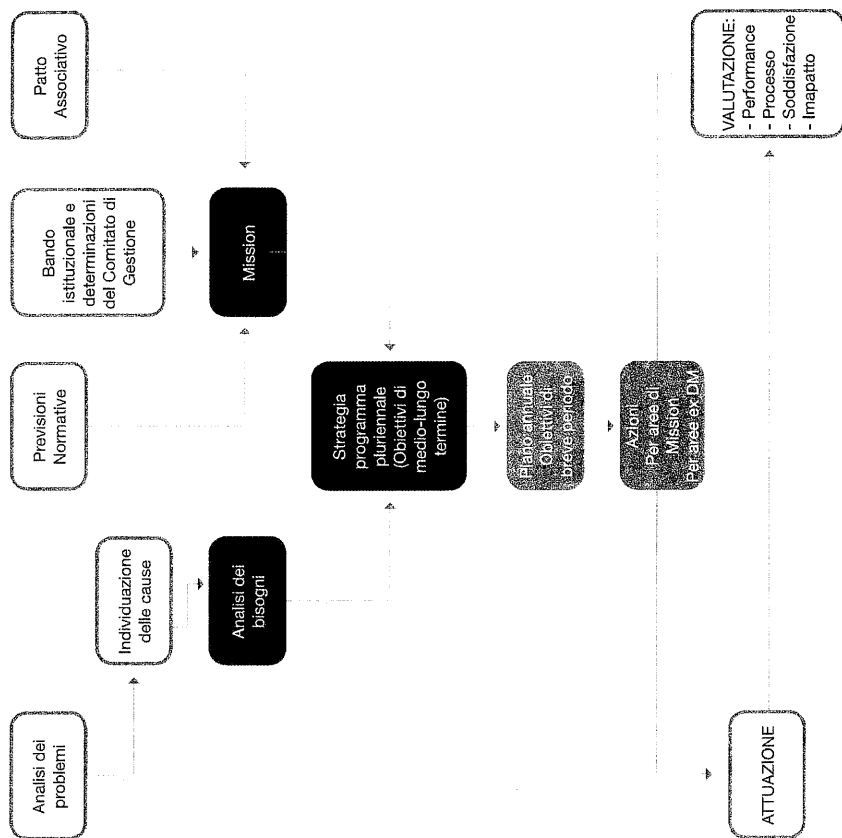 Analisi dei
problemi
Individuazione
delle cause
Analisi dei
bisogni
Previsioni
Normative
Bando
istituzionale e
determinazioni
del Comitato di
Gestione
Patto
Associativo
Mission
Strategia
programma
pluriennale
(Obiettivi di
medio-lungo
termine)
Piano annuale
Obiettivi di
breve periodo
Azioni
Per aree di
Mission
Per aree ex DM
ATTUAZIONE
VALUTAZIONE:
- Performance
- Processo
- Soddisfazione
- Imapatto